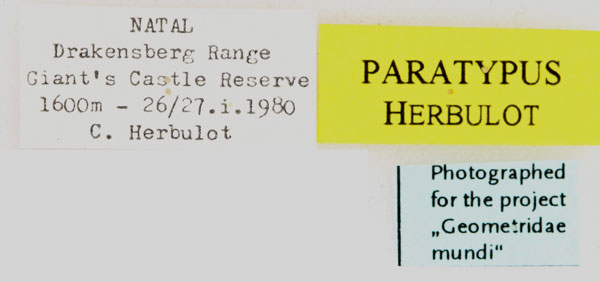 NATAL
Drakensberg Range
Giant's Castle Reserve
1600m - 26/27.i.1980
C. Herbulot
PARATYPUS
HERBULOT
Photographed
for the project
„Geometridae
mundi“